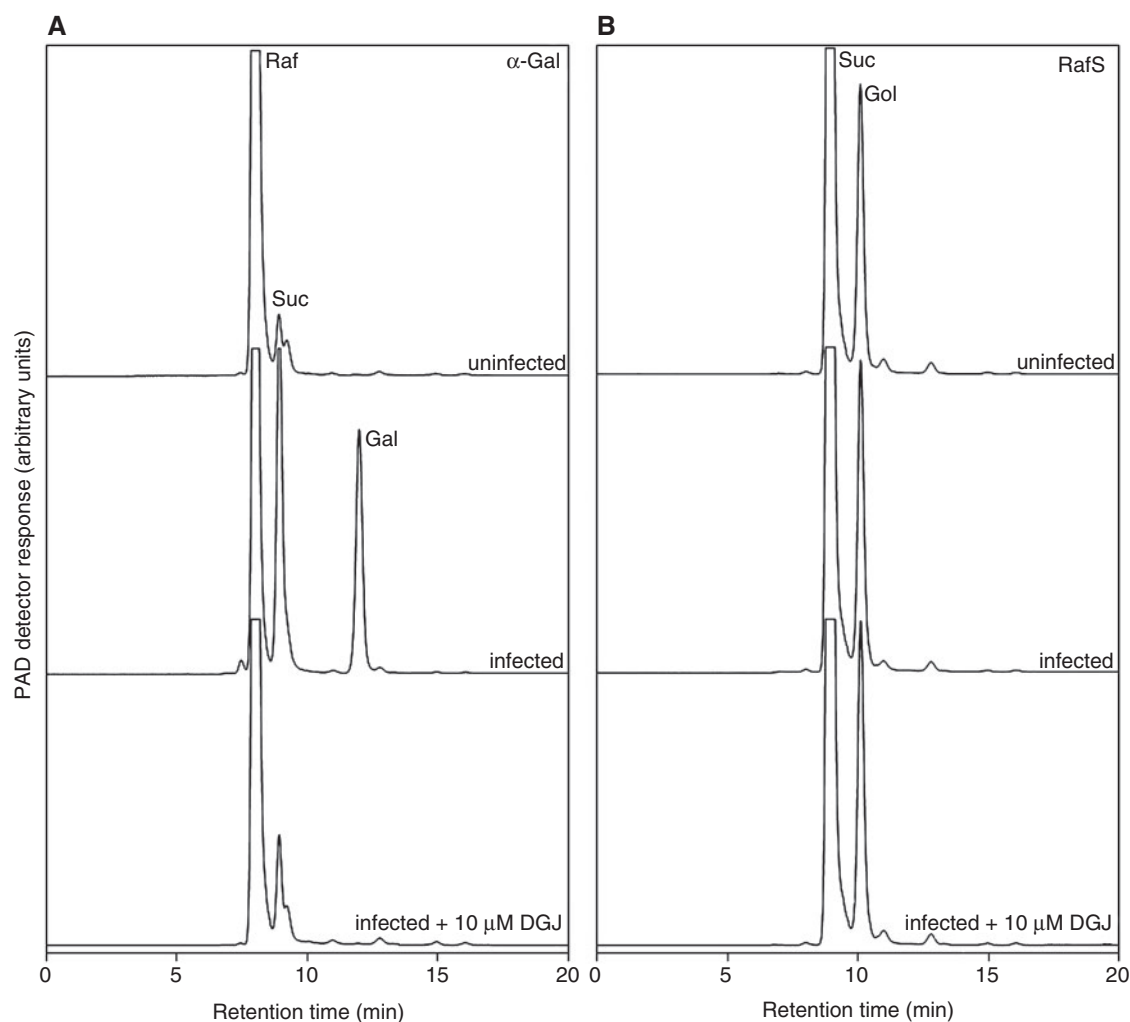 A
B
Raf
α-Gal
Suc
RafS
Gol
Suc
uninfected
uninfected
Gal
infected
infected
infected + 10 μM DGJ
infected + 10 μM DGJ
PAD detector response (arbitrary units)
0 5 10 15 20
0 5 10 15 20
Retention time (min)
Retention time (min)